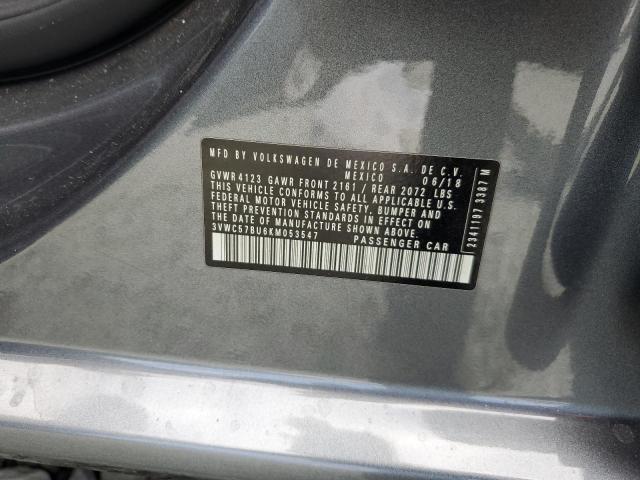 MFD BY VOLKSWAGEN DE MEXICO S.A. DE C.V.
MEXICO 06/18
GVWR 4123 GAWR FRONT 2161 / REAR 2072 LBS
THIS VEHICLE CONFORMS TO ALL APPLICABLE U.S.
FEDERAL MOTOR VEHICLE SAFETY, BUMPER AND
THEFT PREVENTION STANDARDS IN EFFECT ON
THE DATE OF MANUFACTURE SHOWN ABOVE.
3VWC57BU6KM053547 PASSENGER CAR
2341107 3307 M